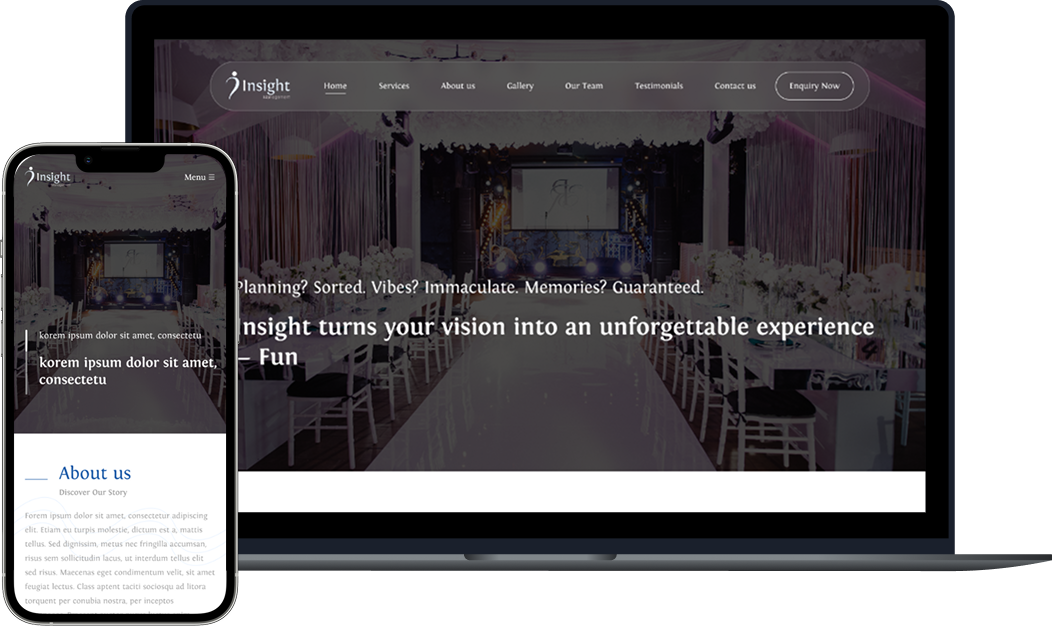 Insight
Home
Services
About us
Gallery
Our Team
Testimonials
Contact us
Enquiry Now
Planning? Sorted. Vibes? Immaculate. Memories? Guaranteed.
Insight turns your vision into an unforgettable experience
– Fun
Insight
Menu
korem ipsum dolor sit amet, consectetu
korem ipsum dolor sit amet,
consectetu
About us
Discover Our Story
Forem ipsum dolor sit amet, consectetur adipiscing
elit. Etiam eu turpis molestie, dictum est a, mattis
tellus. Sed dignissim, metus nec fringilla accumsan,
risus sem sollicitudin lacus, ut interdum tellus elit
sed risus. Maecenas eget condimentum velit, sit amet
feugiat lectus. Class aptent taciti sociosqu ad litora
torquent per conubia nostra, per inceptos